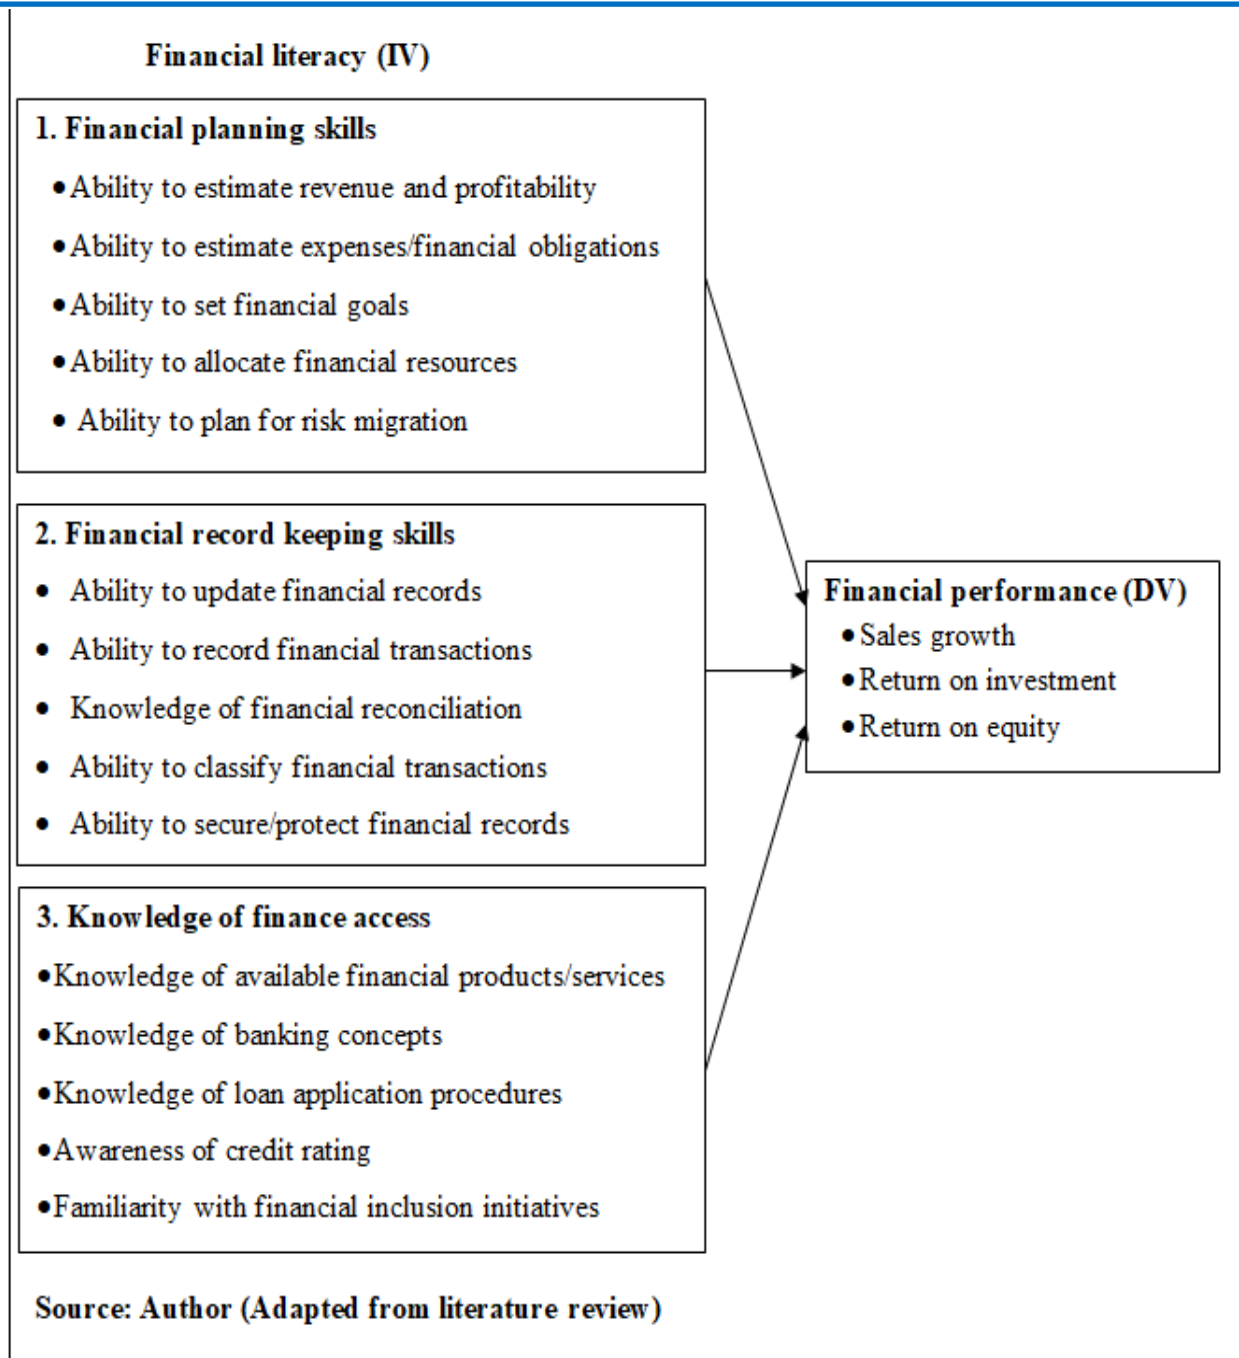 Financial literacy (IV)
1. Financial planning skills
•Ability to estimate revenue and profitability
•Ability to estimate expenses/financial obligations
•Ability to set financial goals
•Ability to allocate financial resources
• Ability to plan for risk migration
2. Financial record keeping skills
• Ability to update financial records
• Ability to record financial transactions
• Knowledge of financial reconciliation
• Ability to classify financial transactions
• Ability to secure/protect financial records
3. Knowledge of finance access
•Knowledge of available financial products/services
•Knowledge of banking concepts
•Knowledge of loan application procedures
•Awareness of credit rating
•Familiarity with financial inclusion initiatives
Financial performance (DV)
•Sales growth
•Return on investment
•Return on equity
Source: Author (Adapted from literature review)